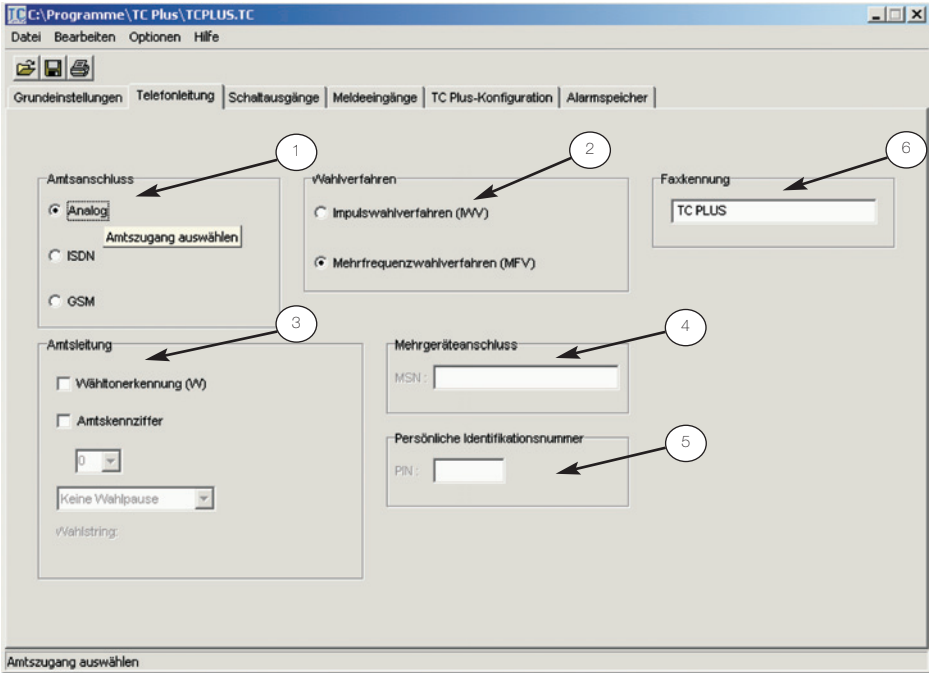 TC C:\Programme\TC Plus\TCPLUS.TC
Datei Bearbeiten Optionen Hilfe
Grundeinstellungen Telefonleitung Schaltausgänge Meldeeingänge TC Plus-Konfiguration Alarmspeicher
1
2
6
Amtsanschluss
Analog
Amtszugang auswählen
ISDN
GSM
Wahlverfahren
Impulswahlverfahren (IWV)
Mehrfrequenzwahlverfahren (MFV)
Faxkennung
TC PLUS
3
4
Amtsleitung
Wähltonerkennung (W)
Amtskennziffer
0
Keine Wahlpause
Wahlstring:
Mehrgeräteanschluss
MSN :
Persönliche Identifikationsnummer
5
PIN :
Amtszugang auswählen